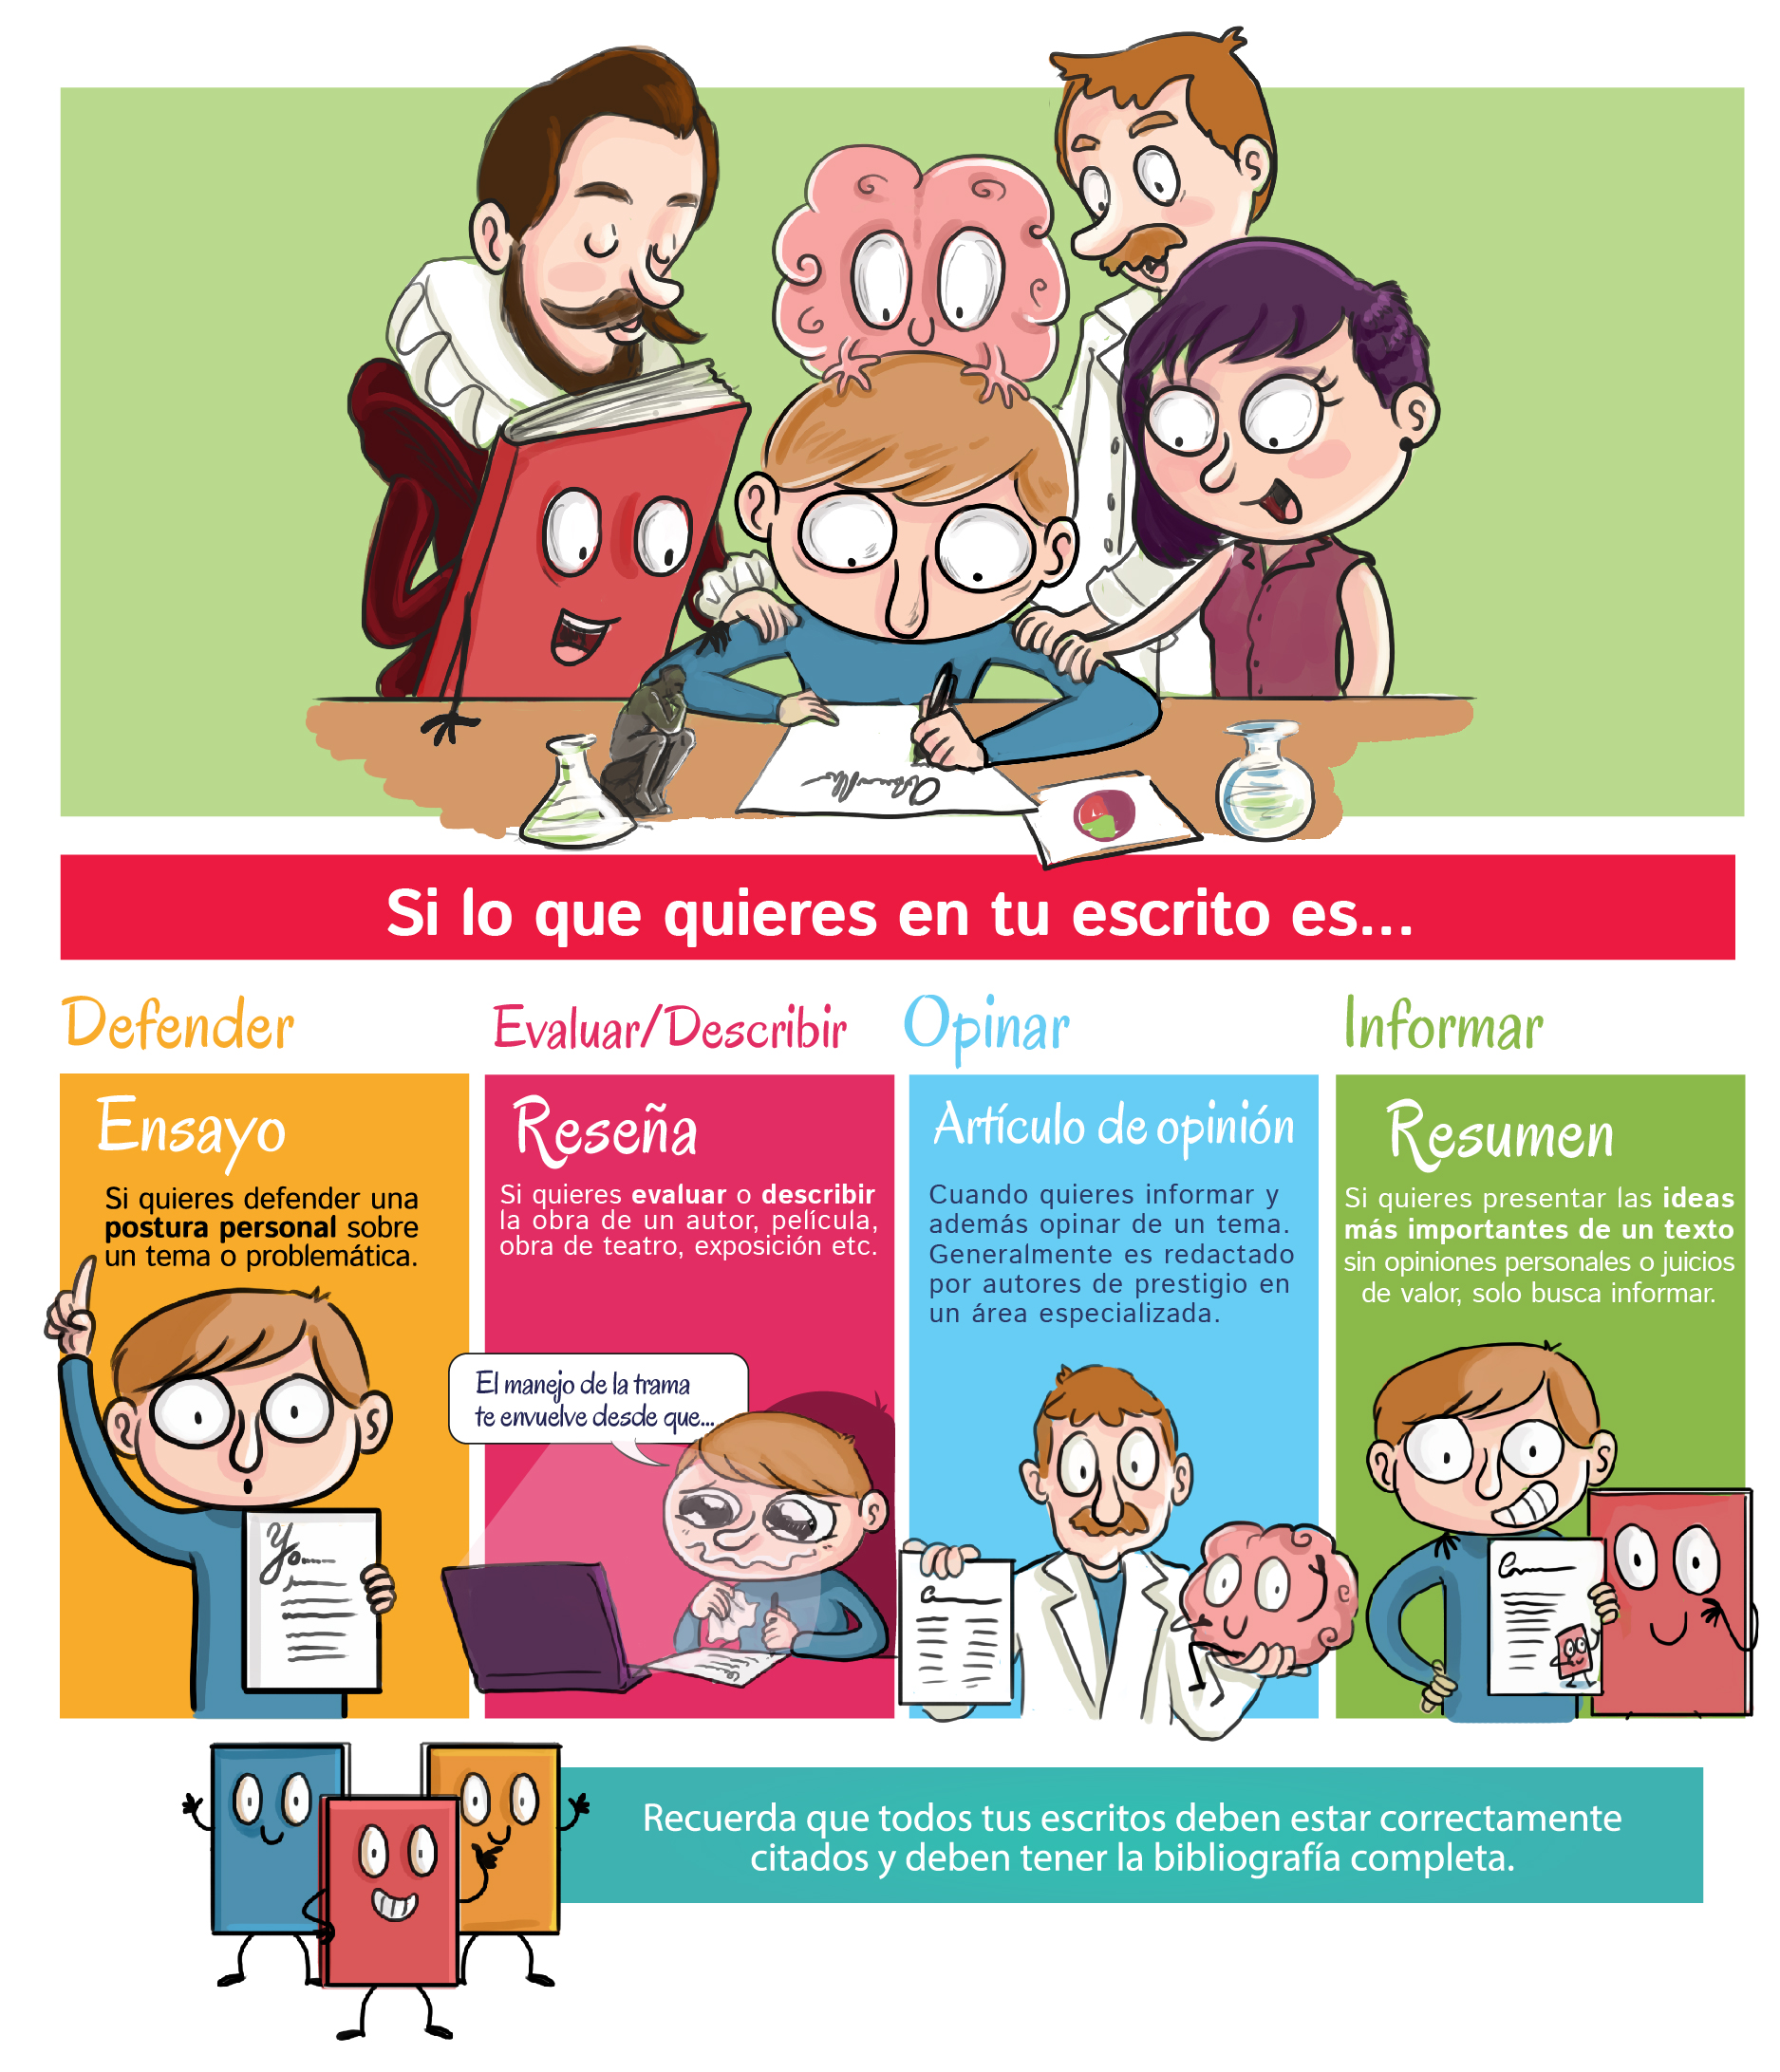 Si lo que quieres en tu escrito es...
Defender
Ensayo
Si quieres defender una
postura personal sobre
un tema o problemática.
Evaluar/Describir
Reseña
Si quieres evaluar o describir
la obra de un autor, película,
obra de teatro, exposición etc.
El manejo de la trama
te envuelve desde que...
Opinar
Artículo de opinión
Cuando quieres informar y
además opinar de un tema.
Generalmente es redactado
por autores de prestigio en
un área especializada.
Informar
Resumen
Si quieres presentar las ideas
más importantes de un texto
sin opiniones personales o juicios
de valor, solo busca informar.
Yo
Recuerda que todos tus escritos deben estar correctamente
citados y deben tener la bibliografía completa.